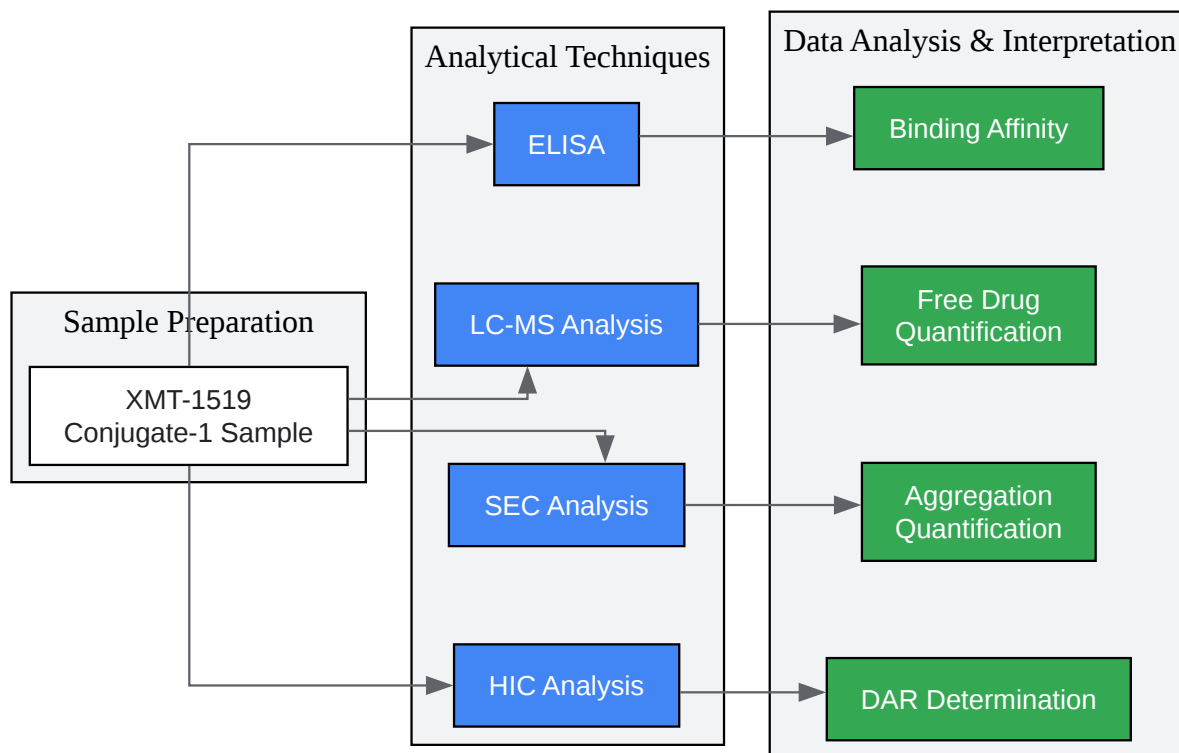 Sample Preparation
XMT-1519
Conjugate-1 Sample
Analytical Techniques
ELISA
LC-MS Analysis
SEC Analysis
HIC Analysis
Data Analysis & Interpretation
Binding Affinity
Free Drug
Quantification
Aggregation
Quantification
DAR Determination